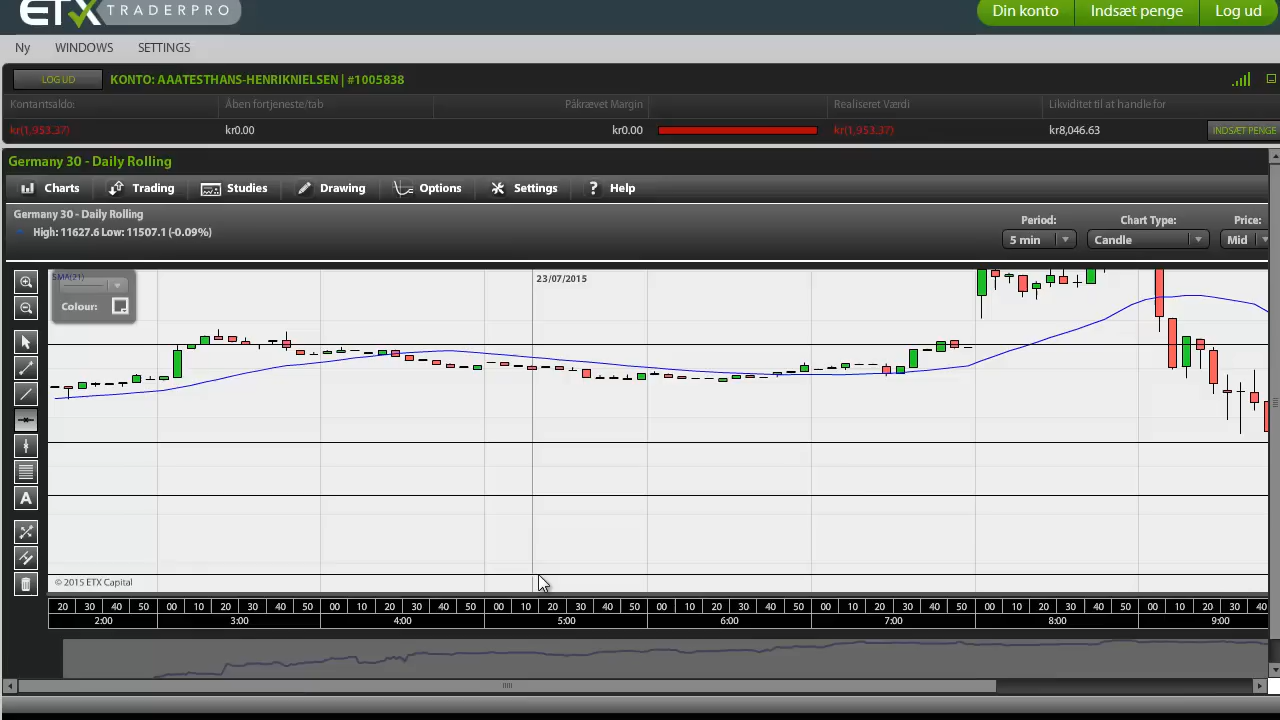 ETX TRADERPRO
Din konto Indsæt penge Log ud
Ny WINDOWS SETTINGS
LOG UD KONTO: AAATESTHANS-HENRIKNIELSEN | #1005838
Kontantsaldo: Åben fortjeneste/tab Påkrævet Margin Realiseret Værdi Likviditet til at handle for
kr(1,953.37) kr0.00 kr0.00 kr(1,953.37) kr8,046.63 INDSÆT PENGE
Germany 30 - Daily Rolling
Charts Trading Studies Drawing Options Settings ? Help
Germany 30 - Daily Rolling
High: 11627.6 Low: 11507.1 (-0.09%)
Period: Chart Type: Price:
5 min Candle Mid
SMA(21)
23/07/2015
Colour:
A
© 2015 ETX Capital
20 30 40 50 00 10 20 30 40 50 00 10 20 30 40 50 00 10 20 30 40 50 00 10 20 30 40 50 00 10 20 30 40 50 00 10 20 30 40 50 00 10 20 30 40
2:00 3:00 4:00 5:00 6:00 7:00 8:00 9:00